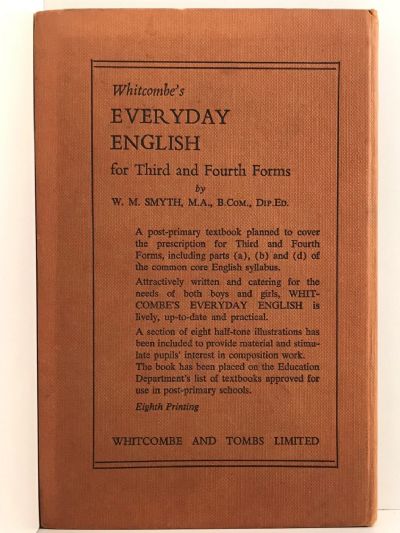 Whitcombe's
EVERYDAY
ENGLISH
for Third and Fourth Forms
by
W. M. SMYTH, M.A., B.COM., DIP.ED.
A post-primary textbook planned to cover
the prescription for Third and Fourth
Forms, including parts (a), (b) and (d) of
the common core English syllabus.
Attractively written and catering for the
needs of both boys and girls, WHIT-
COMBE'S EVERYDAY ENGLISH is
lively, up-to-date and practical.
A section of eight half-tone illustrations has
been included to provide material and stimu-
late pupils' interest in composition work.
The book has been placed on the Education
Department's list of textbooks approved for
use in post-primary schools.
Eighth Printing
WHITCOMBE AND TOMBS LIMITED